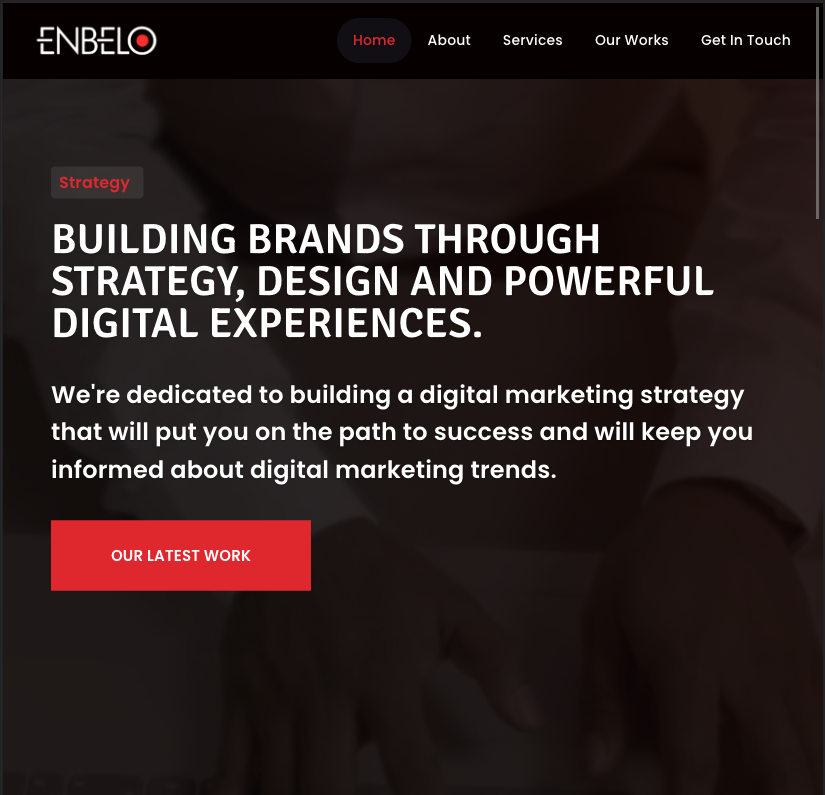 ENBELO
Home About Services Our Works Get In Touch
Strategy
BUILDING BRANDS THROUGH
STRATEGY, DESIGN AND POWERFUL
DIGITAL EXPERIENCES.
We're dedicated to building a digital marketing strategy
that will put you on the path to success and will keep you
informed about digital marketing trends.
OUR LATEST WORK